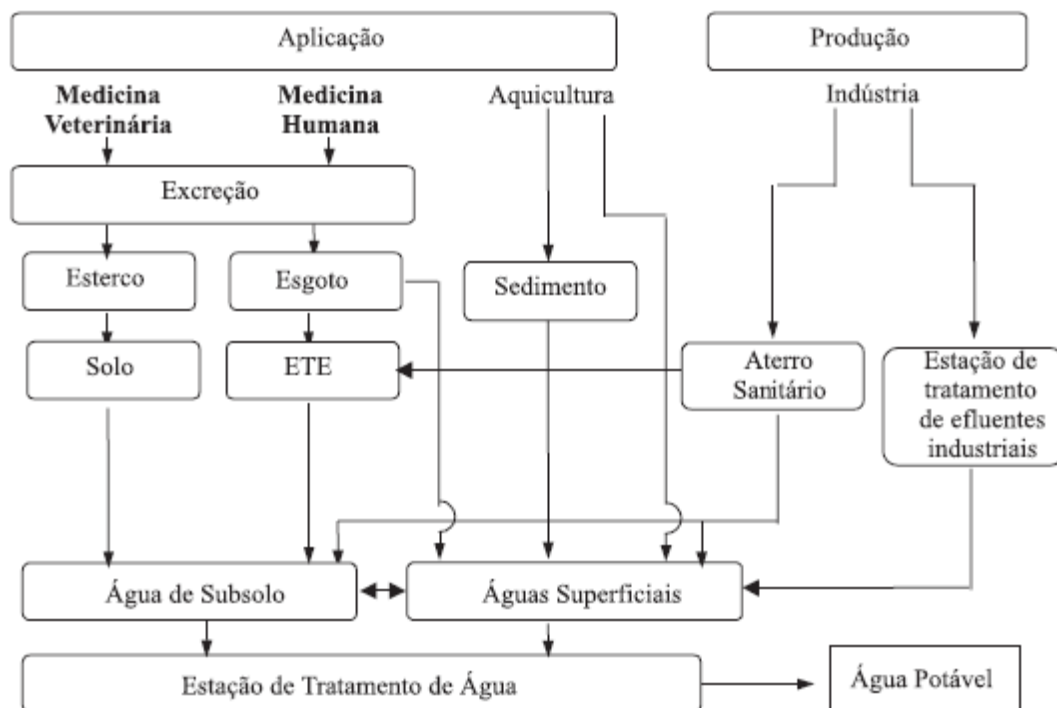 Aplicação
Produção
Medicina
Veterinária
Medicina
Humana
Aquicultura
Indústria
Excreção
Esterco
Esgoto
Sedimento
Solo
ETE
Aterro
Sanitário
Estação de
tratamento
de efluentes
industriais
Água de Subsolo
Águas Superficiais
Estação de Tratamento de Água
Água Potável